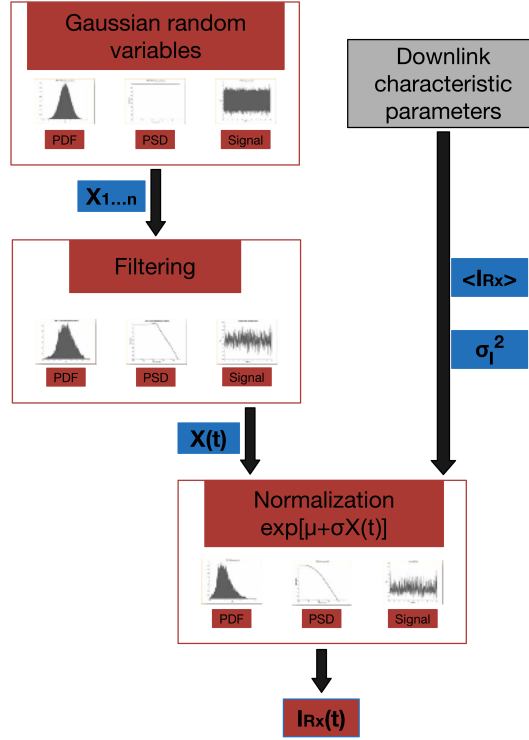 Gaussian random
variables
PDF
PSD
Signal
Downlink
characteristic
parameters
X1...n
Filtering
PDF
PSD
Signal
<IRx>
σI²
X(t)
Normalization
exp[μ+σX(t)]
PDF
PSD
Signal
IRx(t)